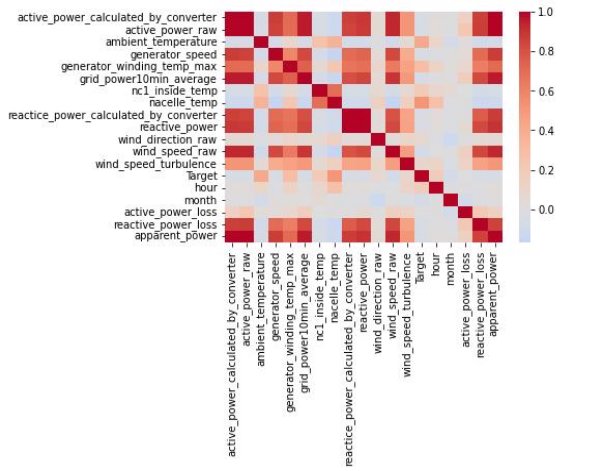 active_power_calculated_by_converter
active_power_raw
ambient_temperature
generator_speed
generator_winding_temp_max
grid_power10min_average
nc1_inside_temp
nacelle_temp
reactice_power_calculated_by_converter
reactive_power
wind_direction_raw
wind_speed_raw
wind_speed_turbulence
Target
hour
month
active_power_loss
reactive_power_loss
apparent_power
active_power_calculated_by_converter
active_power_raw
ambient_temperature
generator_speed
generator_winding_temp_max
grid_power10min_average
nc1_inside_temp
nacelle_temp
reactice_power_calculated_by_converter
reactive_power
wind_direction_raw
wind_speed_raw
wind_speed_turbulence
Target
hour
month
active_power_loss
reactive_power_loss
apparent_power
1.0
0.8
0.6
0.4
0.2
0.0